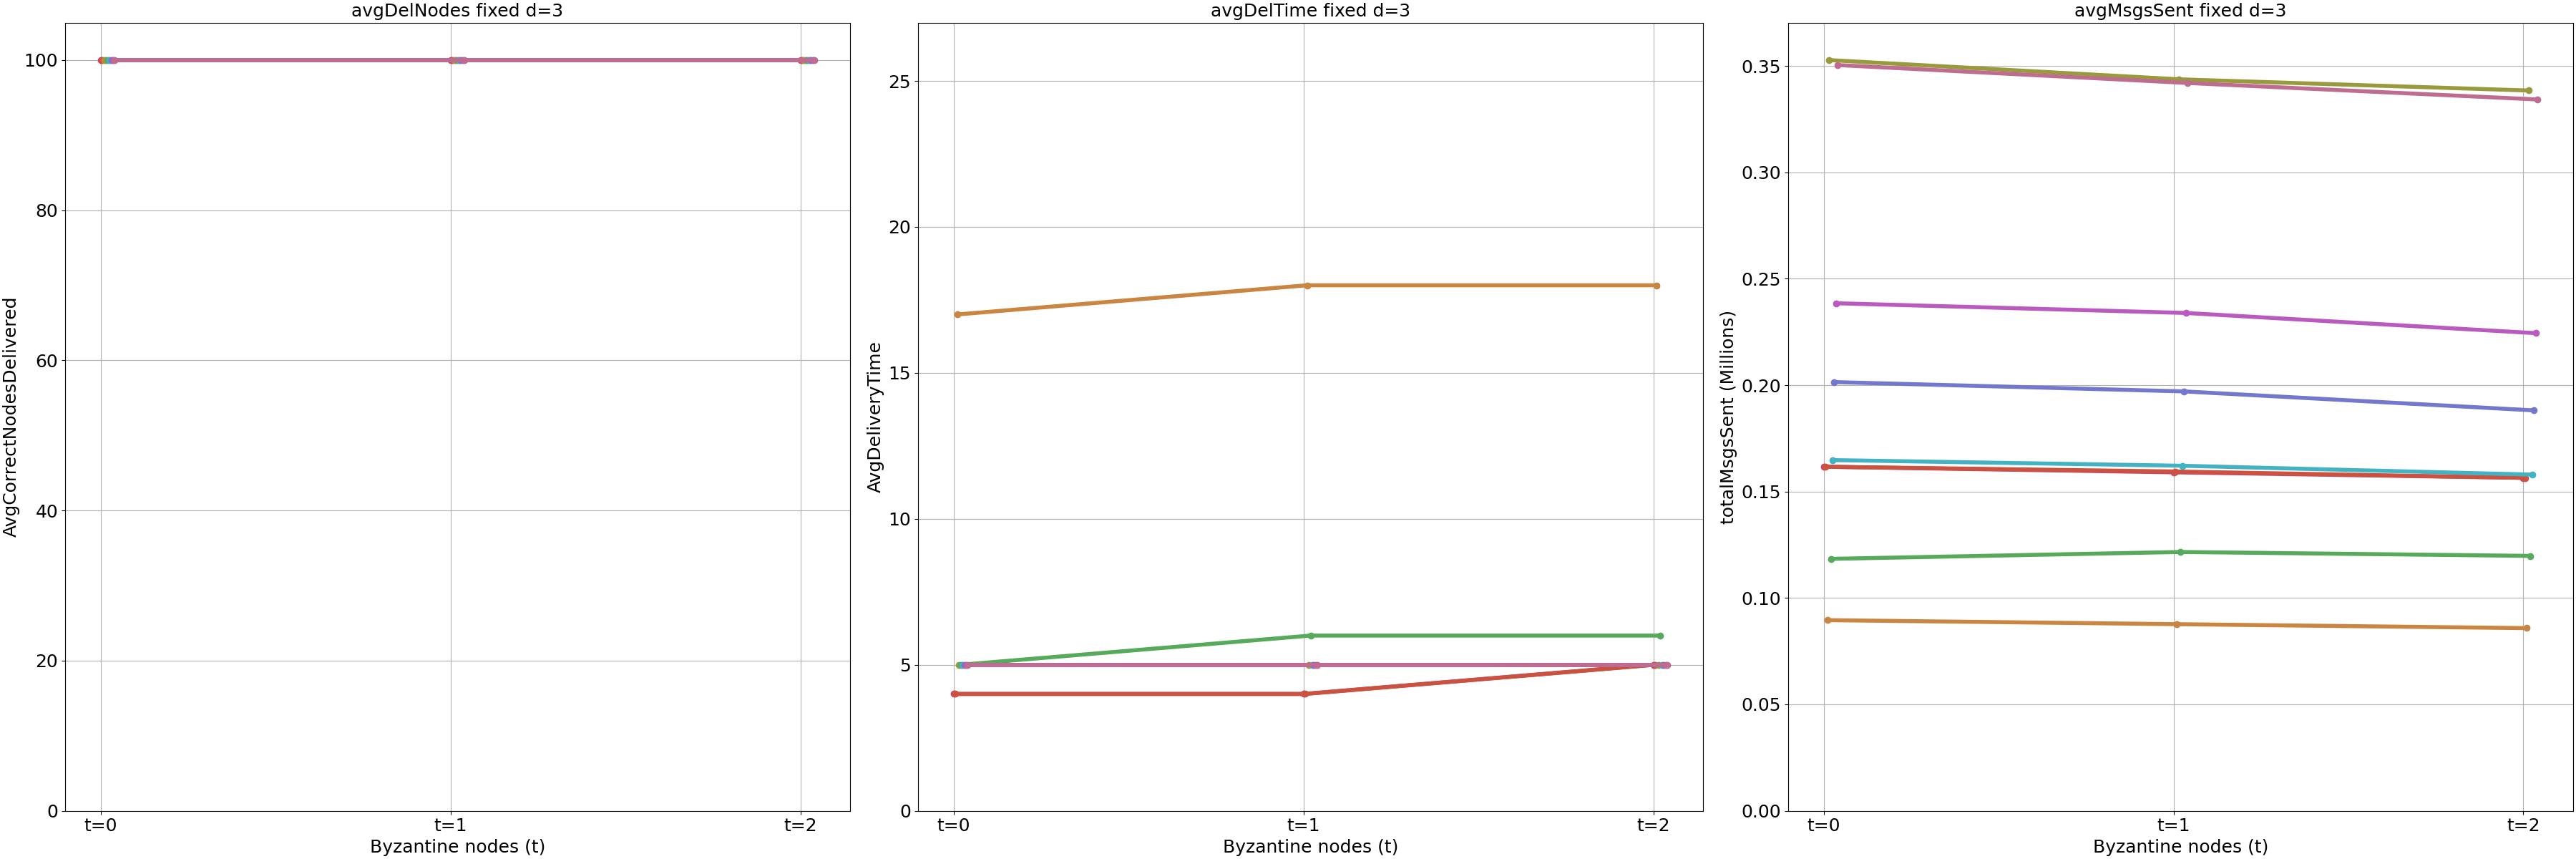 avgDelNodes fixed d=3
AvgCorrectNodesDelivered
100
80
60
40
20
0
t=0 t=1 t=2
Byzantine nodes (t)
avgDelTime fixed d=3
AvgDeliveryTime
25
20
15
10
5
0
t=0 t=1 t=2
Byzantine nodes (t)
avgMsgsSent fixed d=3
totalMsgsSent (Millions)
0.35
0.30
0.25
0.20
0.15
0.10
0.05
0.00
t=0 t=1 t=2
Byzantine nodes (t)